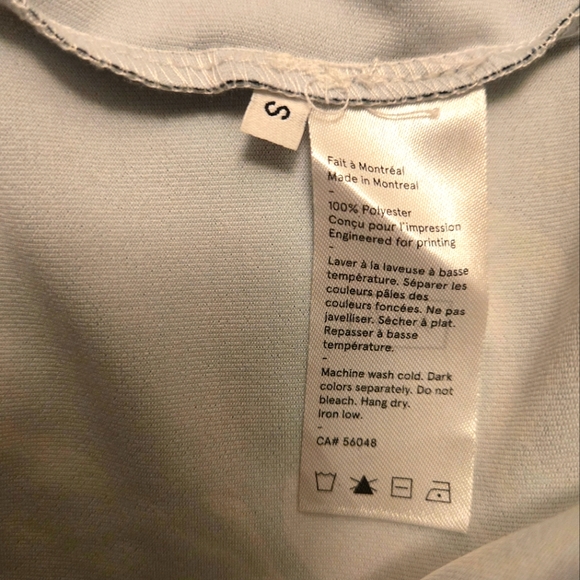 S
Fait à Montréal
Made in Montreal
-
100% Polyester
Conçu pour l'impression
Engineered for printing
-
Laver à la laveuse à basse
température. Séparer les
couleurs pâles des
couleurs foncées. Ne pas
javelliser. Sècher à plat.
Repasser à basse
température.
-
Machine wash cold. Dark
colors separately. Do not
bleach. Hang dry.
Iron low.
-
CA# 56048